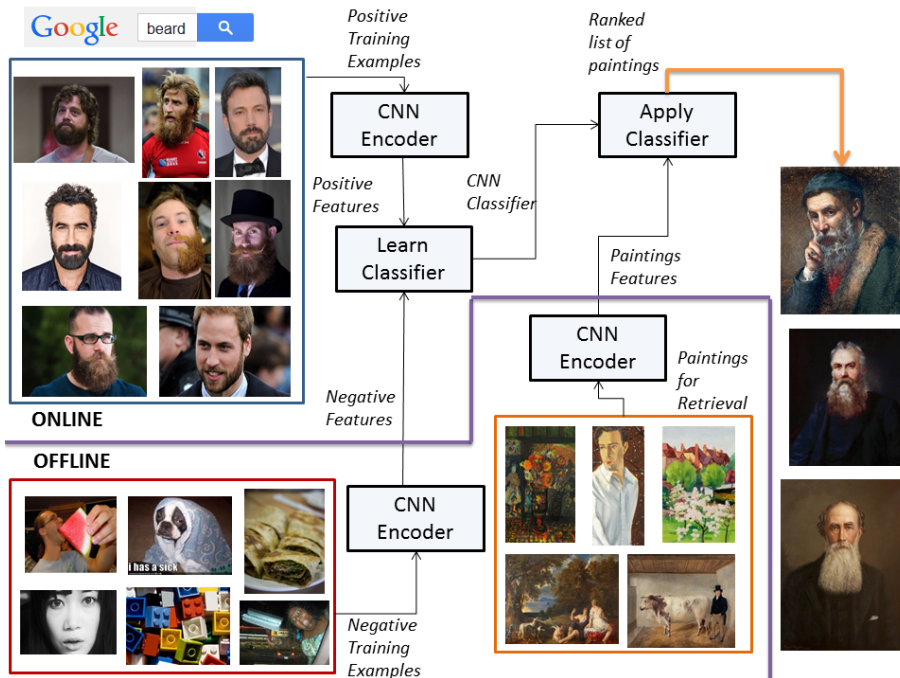 Google
beard
Positive
Training
Examples
Ranked
list of
paintings
CNN
Encoder
Apply
Classifier
Positive
Features
CNN
Classifier
Learn
Classifier
Paintings
Features
CNN
Encoder
Paintings
for
Retrieval
Negative
Features
ONLINE
OFFLINE
CNN
Encoder
i has a sick
Negative
Training
Examples